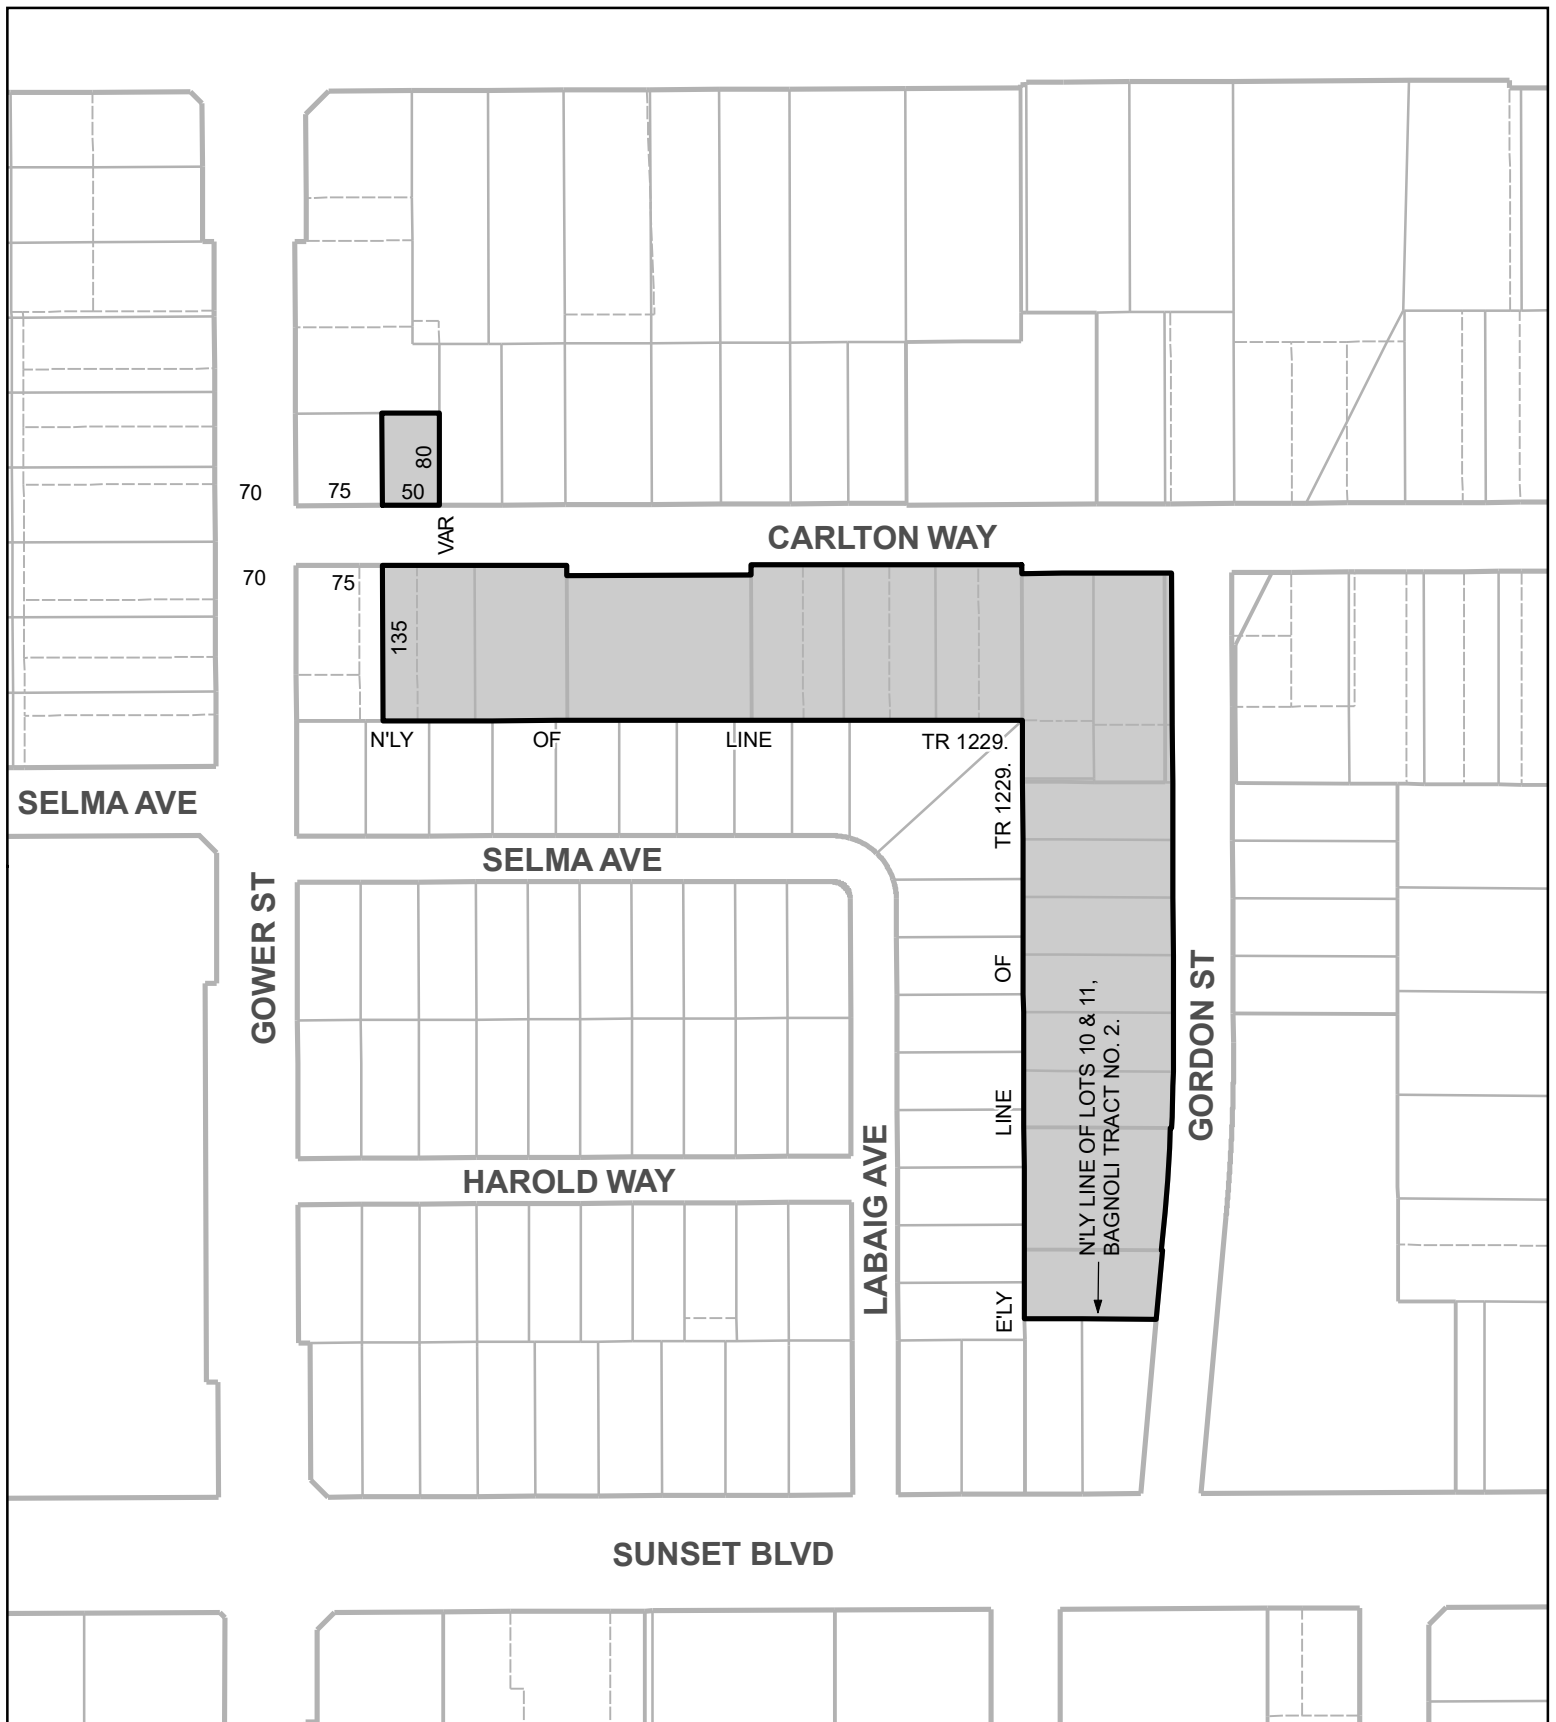 80
70
75
50
VAR
CARLTON WAY
70
75
135
N'LY OF LINE TR 1229.
TR 1229.
SELMA AVE
SELMA AVE
GOWER ST
OF
LINE
E'LY
N'LY LINE OF LOTS 10 & 11,
BAGNOLI TRACT NO. 2.
GORDON ST
LABAIG AVE
HAROLD WAY
SUNSET BLVD